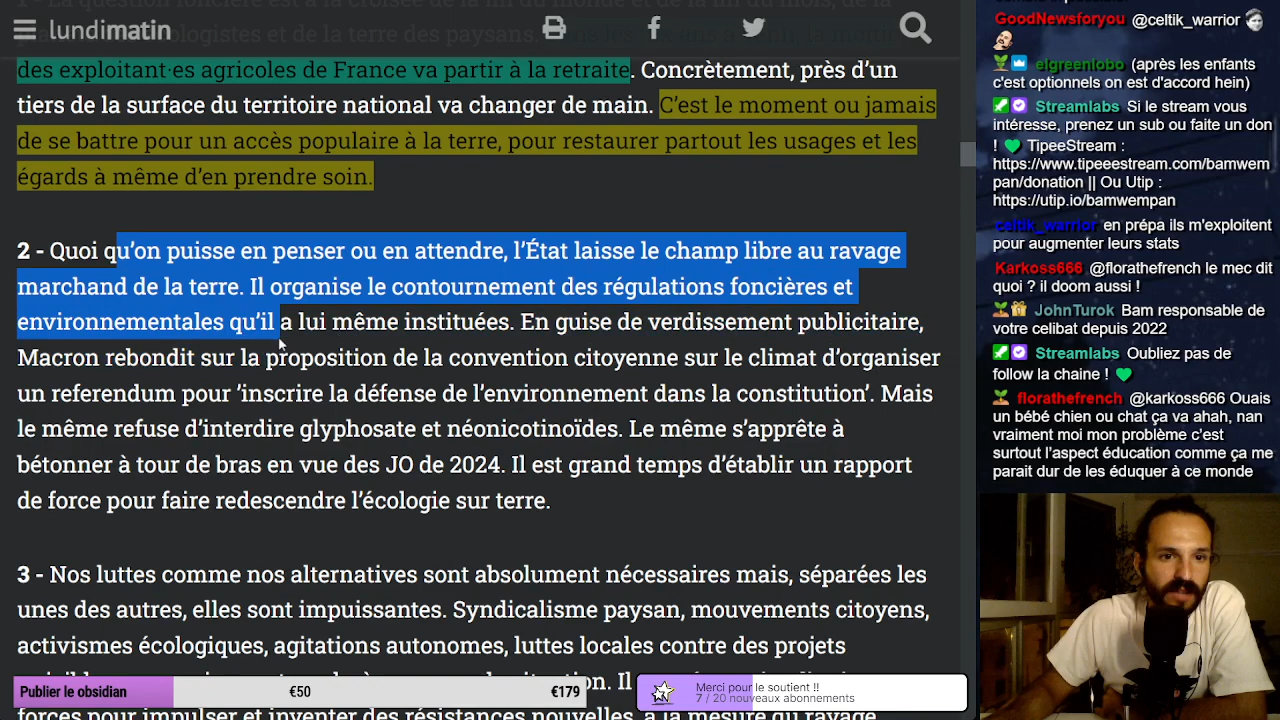 lundimatin
des exploitant·es agricoles de France va partir à la retraite. Concrètement, près d’un
tiers de la surface du territoire national va changer de main. C’est le moment ou jamais
de se battre pour un accès populaire à la terre, pour restaurer partout les usages et les
égards à même d’en prendre soin.
2 - Quoi qu’on puisse en penser ou en attendre, l’État laisse le champ libre au ravage
marchand de la terre. Il organise le contournement des régulations foncières et
environnementales qu’il a lui même instituées. En guise de verdissement publicitaire,
Macron rebondit sur la proposition de la convention citoyenne sur le climat d’organiser
un referendum pour ’inscrire la défense de l’environnement dans la constitution’. Mais
le même refuse d’interdire glyphosate et néonicotinoïdes. Le même s’apprête à
bétonner à tour de bras en vue des JO de 2024. Il est grand temps d’établir un rapport
de force pour faire redescendre l’écologie sur terre.
3 - Nos luttes comme nos alternatives sont absolument nécessaires mais, séparées les
unes des autres, elles sont impuissantes. Syndicalisme paysan, mouvements citoyens,
activismes écologiques, agitations autonomes, luttes locales contre des projets
forces pour impulser et inventer des résistances nouvelles, à la mesure du ravage
Publier le obsidian €50 €179
Merci pour le soutient !!
7 / 20 nouveaux abonnements
GoodNewsforyou @celtik_warrior
elgreenlobo (après les enfants
c'est optionnels on est d'accord hein)
Streamlabs Si le stream vous
intéresse, prenez un sub ou faite un don
! TipeeStream :
https://www.tipeeestream.com/bamwem
pan/donation || Ou Utip :
https://utip.io/bamwempan
celtik_warrior en prépa ils m'exploitent
pour augmenter leurs stats
Karkoss666 @florathefrench le mec dit
quoi ? il doom aussi !
JohnTurok Bam responsable de
votre celibat depuis 2022
Streamlabs Oubliez pas de
follow la chaine !
florathefrench @karkoss666 Ouais
un bébé chien ou chat ça va ahah, nan
vraiment moi mon problème c'est
surtout l'aspect éducation comme ça me
parait dur de les éduquer à ce monde